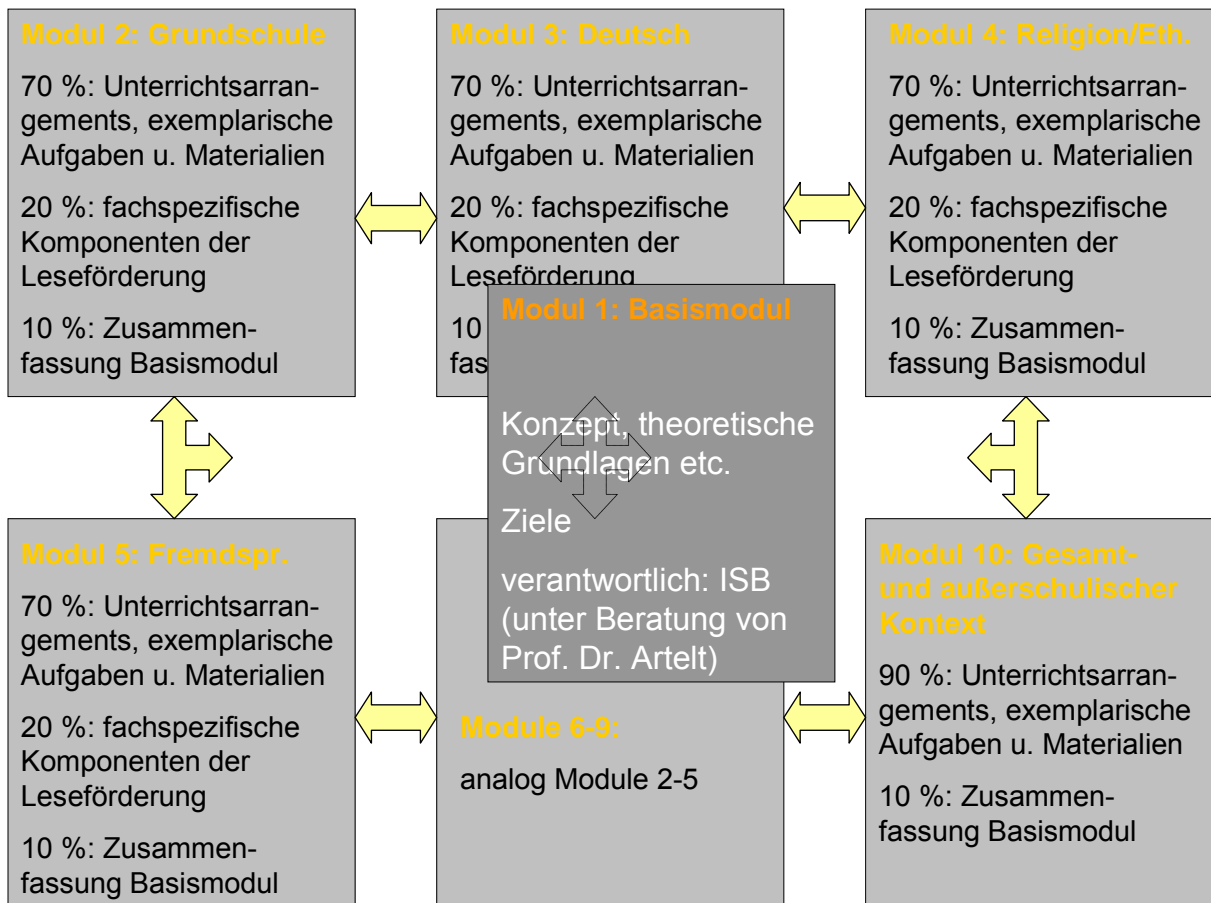 Modul 2: Grundschule
70 %: Unterrichtsarran-
gements, exemplarische
Aufgaben u. Materialien
20 %: fachspezifische
Komponenten der
Leseförderung
10 %: Zusammen-
fassung Basismodul
Modul 3: Deutsch
70 %: Unterrichtsarran-
gements, exemplarische
Aufgaben u. Materialien
20 %: fachspezifische
Komponenten der
Leseförderung
10
fas
Modul 4: Religion/Eth.
70 %: Unterrichtsarran-
gements, exemplarische
Aufgaben u. Materialien
20 %: fachspezifische
Komponenten der
Leseförderung
10 %: Zusammen-
fassung Basismodul
Modul 1: Basismodul
Konzept, theoretische
Grundlagen etc.
Ziele
verantwortlich: ISB
(unter Beratung von
Prof. Dr. Artelt)
Modul 5: Fremdspr.
70 %: Unterrichtsarran-
gements, exemplarische
Aufgaben u. Materialien
20 %: fachspezifische
Komponenten der
Leseförderung
10 %: Zusammen-
fassung Basismodul
Module 6-9:
analog Module 2-5
Modul 10: Gesamt-
und außerschulischer
Kontext
90 %: Unterrichtsarran-
gements, exemplarische
Aufgaben u. Materialien
10 %: Zusammen-
fassung Basismodul